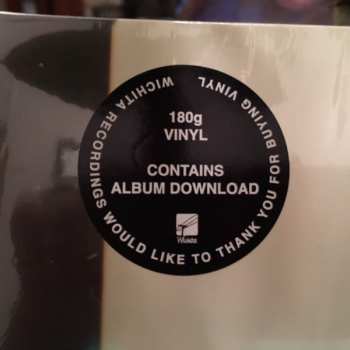 WICHITA RECORDINGS WOULD LIKE TO THANK YOU FOR BUYING VINYL
180g
VINYL
CONTAINS
ALBUM DOWNLOAD
Wichita